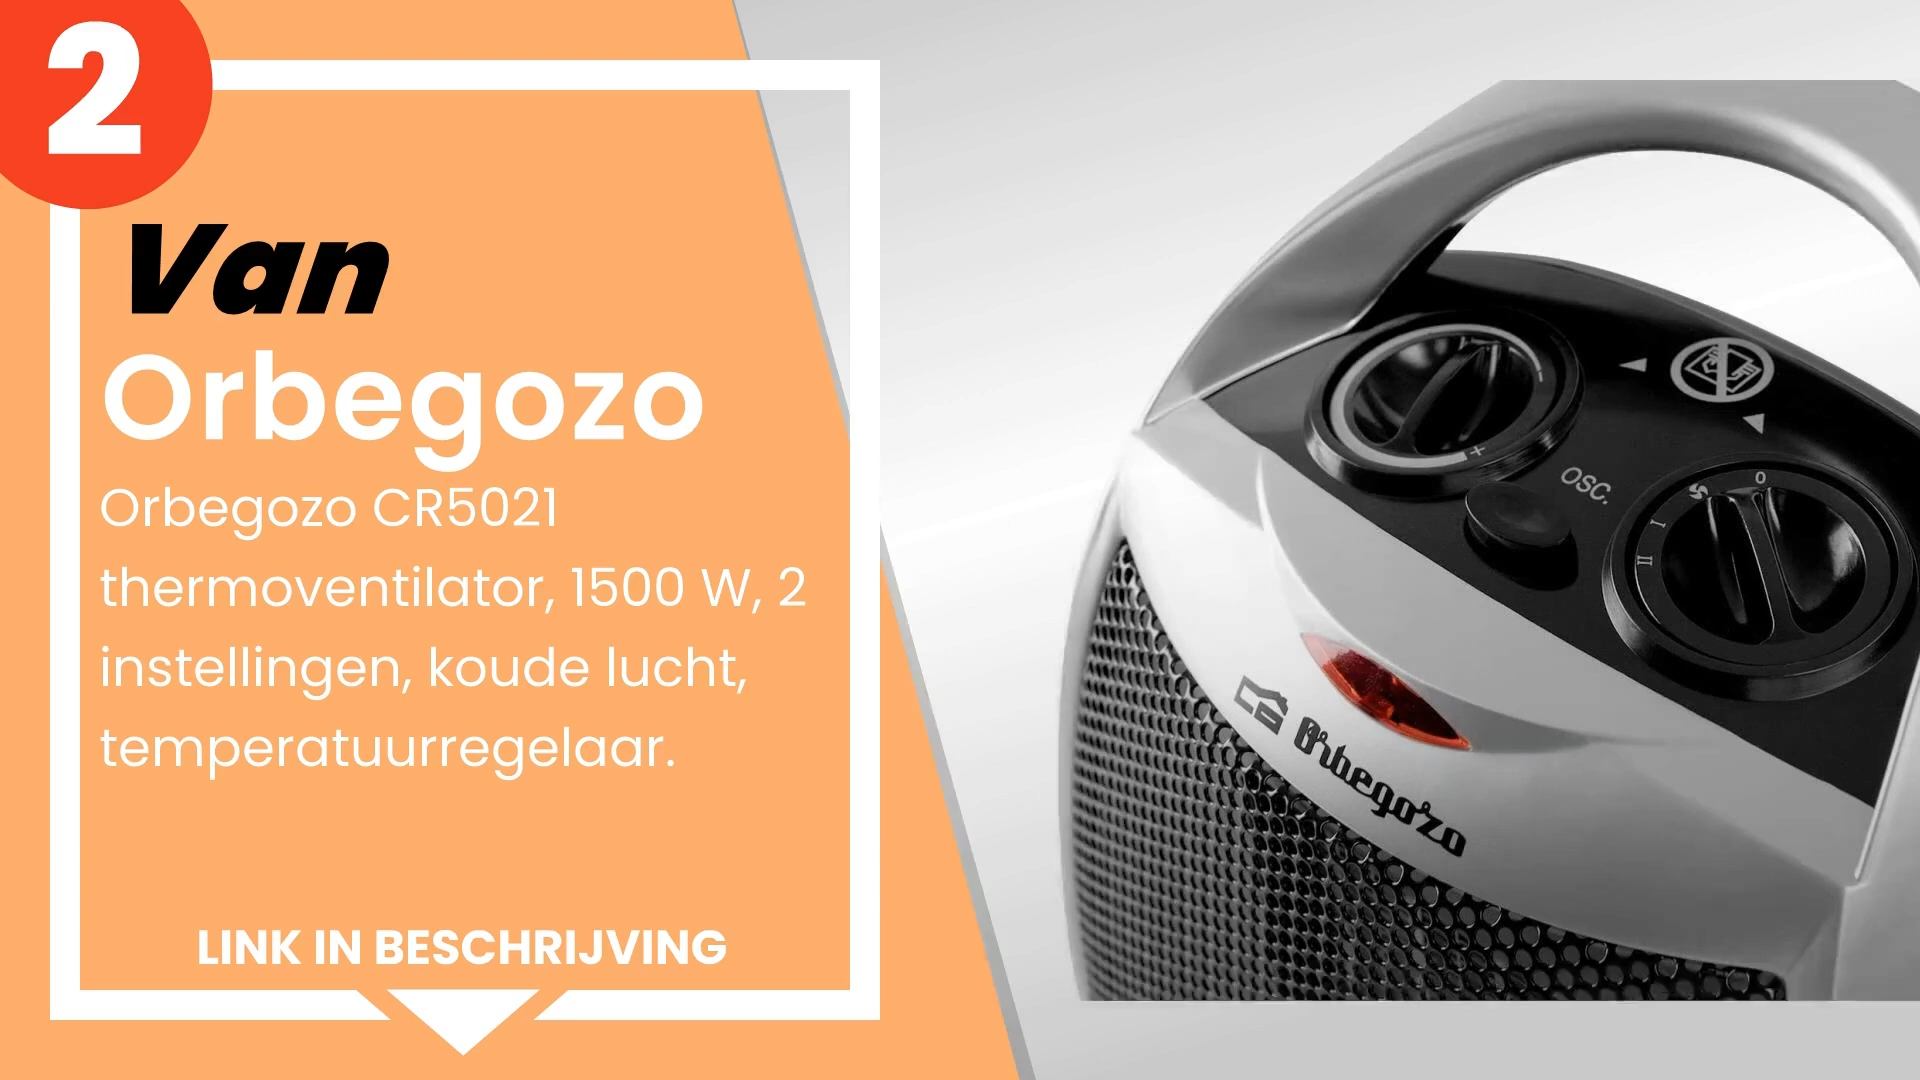 2
Van
Orbegozo
Orbegozo CR5021
thermoventilator, 1500 W, 2
instellingen, koude lucht,
temperatuurregelaar.
LINK IN BESCHRIJVING
-
+
OSC.
0
I
II
Orbegozo